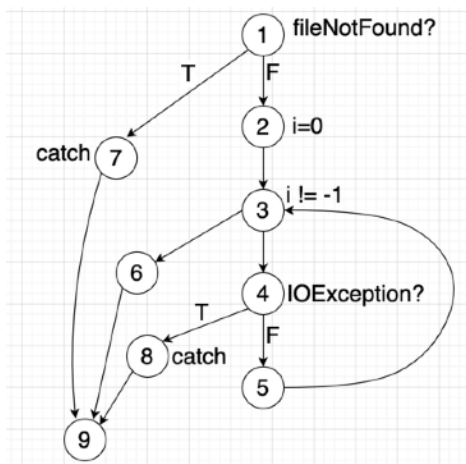 1 fileNotFound?
T F
2 i=0
catch 7
i != -1
3
6
4 IOException?
T F
8 catch
5
9